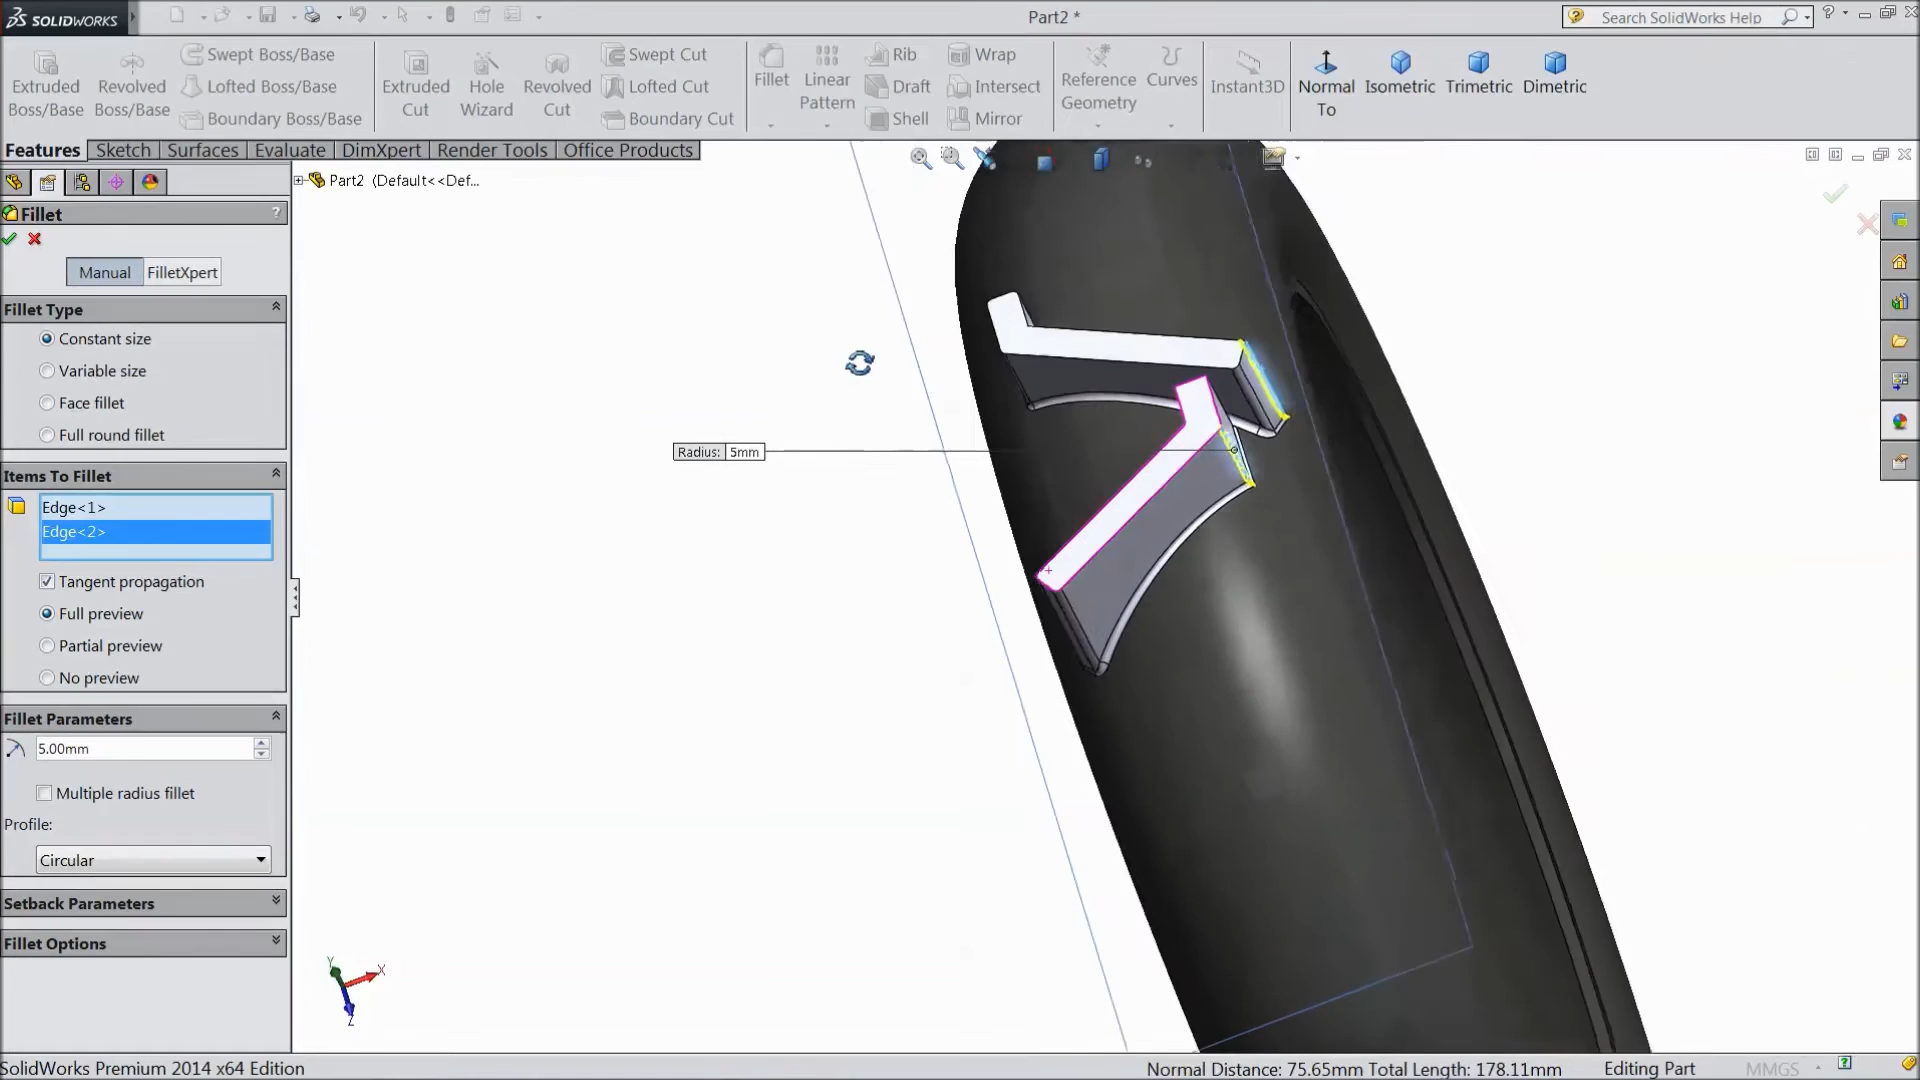 SOLIDWORKS
Part2 *
Search SolidWorks Help
Extruded Boss/Base
Revolved Boss/Base
Swept Boss/Base
Lofted Boss/Base
Boundary Boss/Base
Extruded Cut
Hole Wizard
Revolved Cut
Swept Cut
Lofted Cut
Boundary Cut
Fillet
Linear Pattern
Rib
Draft
Shell
Wrap
Intersect
Mirror
Reference Geometry
Curves
Instant3D
Normal To
Isometric
Trimetric
Dimetric
Features
Sketch
Surfaces
Evaluate
DimXpert
Render Tools
Office Products
Part2 (Default<<Def...
Fillet
?
Manual
FilletXpert
Fillet Type
Constant size
Variable size
Face fillet
Full round fillet
Items To Fillet
Edge<1>
Edge<2>
Tangent propagation
Full preview
Partial preview
No preview
Fillet Parameters
5.00mm
Multiple radius fillet
Profile:
Circular
Setback Parameters
Fillet Options
Radius: 5mm
Y
X
Z
SolidWorks Premium 2014 x64 Edition
Normal Distance: 75.65mm Total Length: 178.11mm
Editing Part
MMGS